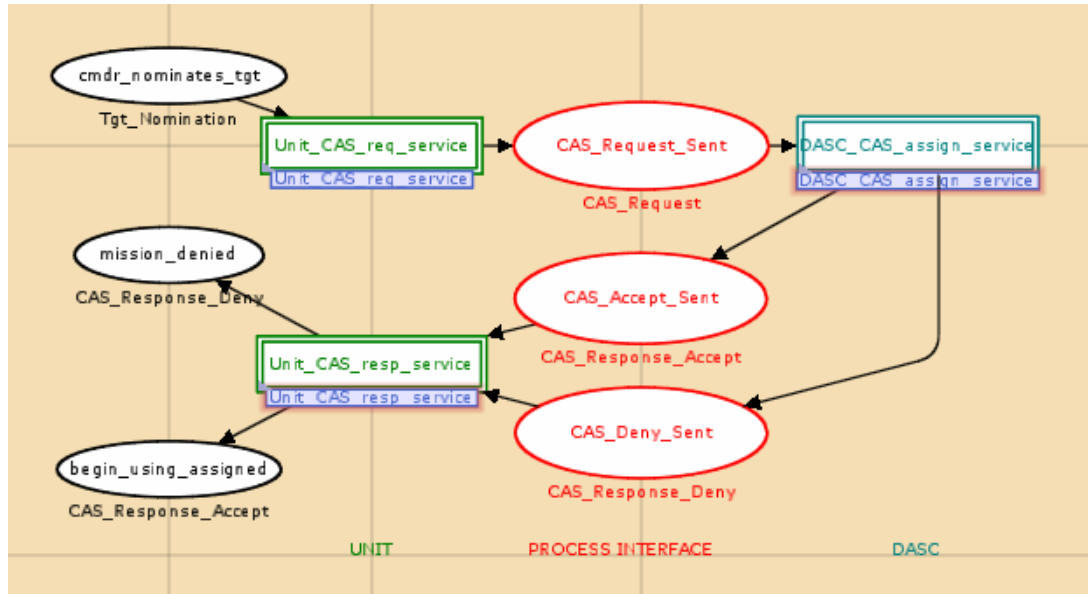 cmdr_nominates_tgt
Tgt_Nomination
Unit_CAS_req_service
Unit_CAS_req_service
CAS_Request_Sent
CAS_Request
DASC_CAS_assign_service
DASC_CAS_assign_service
mission_denied
CAS_Response_Deny
CAS_Accept_Sent
CAS_Response_Accept
Unit_CAS_resp_service
Unit_CAS_resp_service
CAS_Deny_Sent
CAS_Response_Deny
begin_using_assigned
CAS_Response_Accept
UNIT
PROCESS INTERFACE
DASC